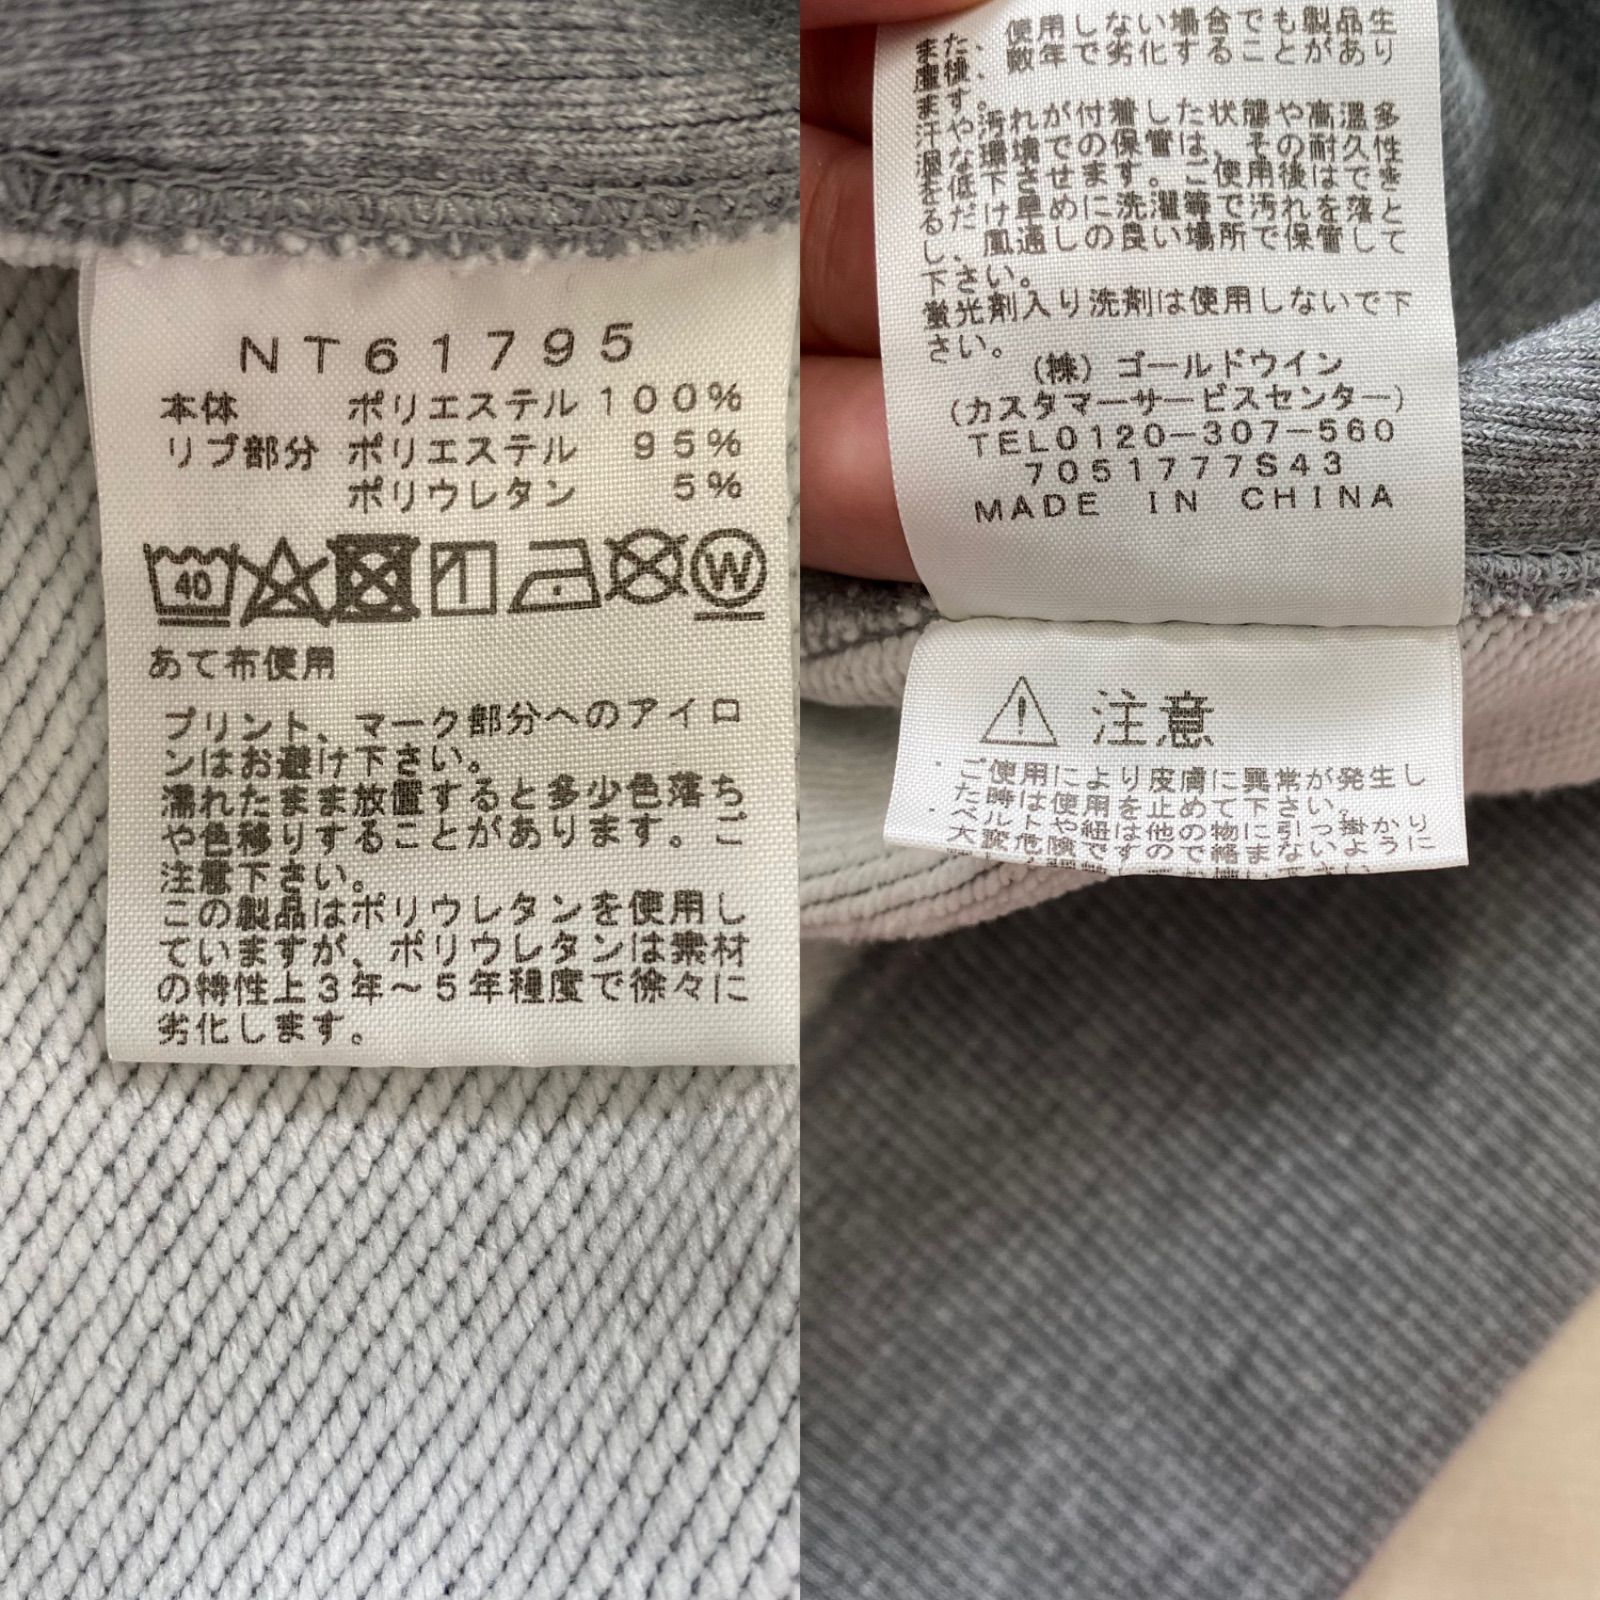 NT61795
本体 ポリエステル 100%
リブ部分 ポリエステル 95%
ポリウレタン 5%
40
W
あて布使用
プリント、マーク部分へのアイロ
ンはお避け下さい。
濡れたまま放置すると多少色落ち
や色移りすることがあります。ご
注意下さい。
この製品はポリウレタンを使用し
ていますが、ポリウレタンは素材
の特性上3年〜5年程度で徐々に
劣化します。
また、使用しない場合でも製品生
産後、数年で劣化することがあり
ます。
汗や汚れが付着した状態や高温多
湿な環境での保管は、その耐久性
を低下させます。ご使用後はでき
るだけ早めに洗濯等で汚れを落と
し、風通しの良い場所で保管して
下さい。
蛍光剤入り洗剤は使用しないで下
さい。
(株)ゴールドウイン
(カスタマーサービスセンター)
TEL0120-307-560
7051777S43
MADE IN CHINA
注意
・ご使用により皮膚に異常が発生し
た時は使用を止めて下さい。
・ベルトや紐は他の物に引っ掛かり
大変危険ですので絡まないように